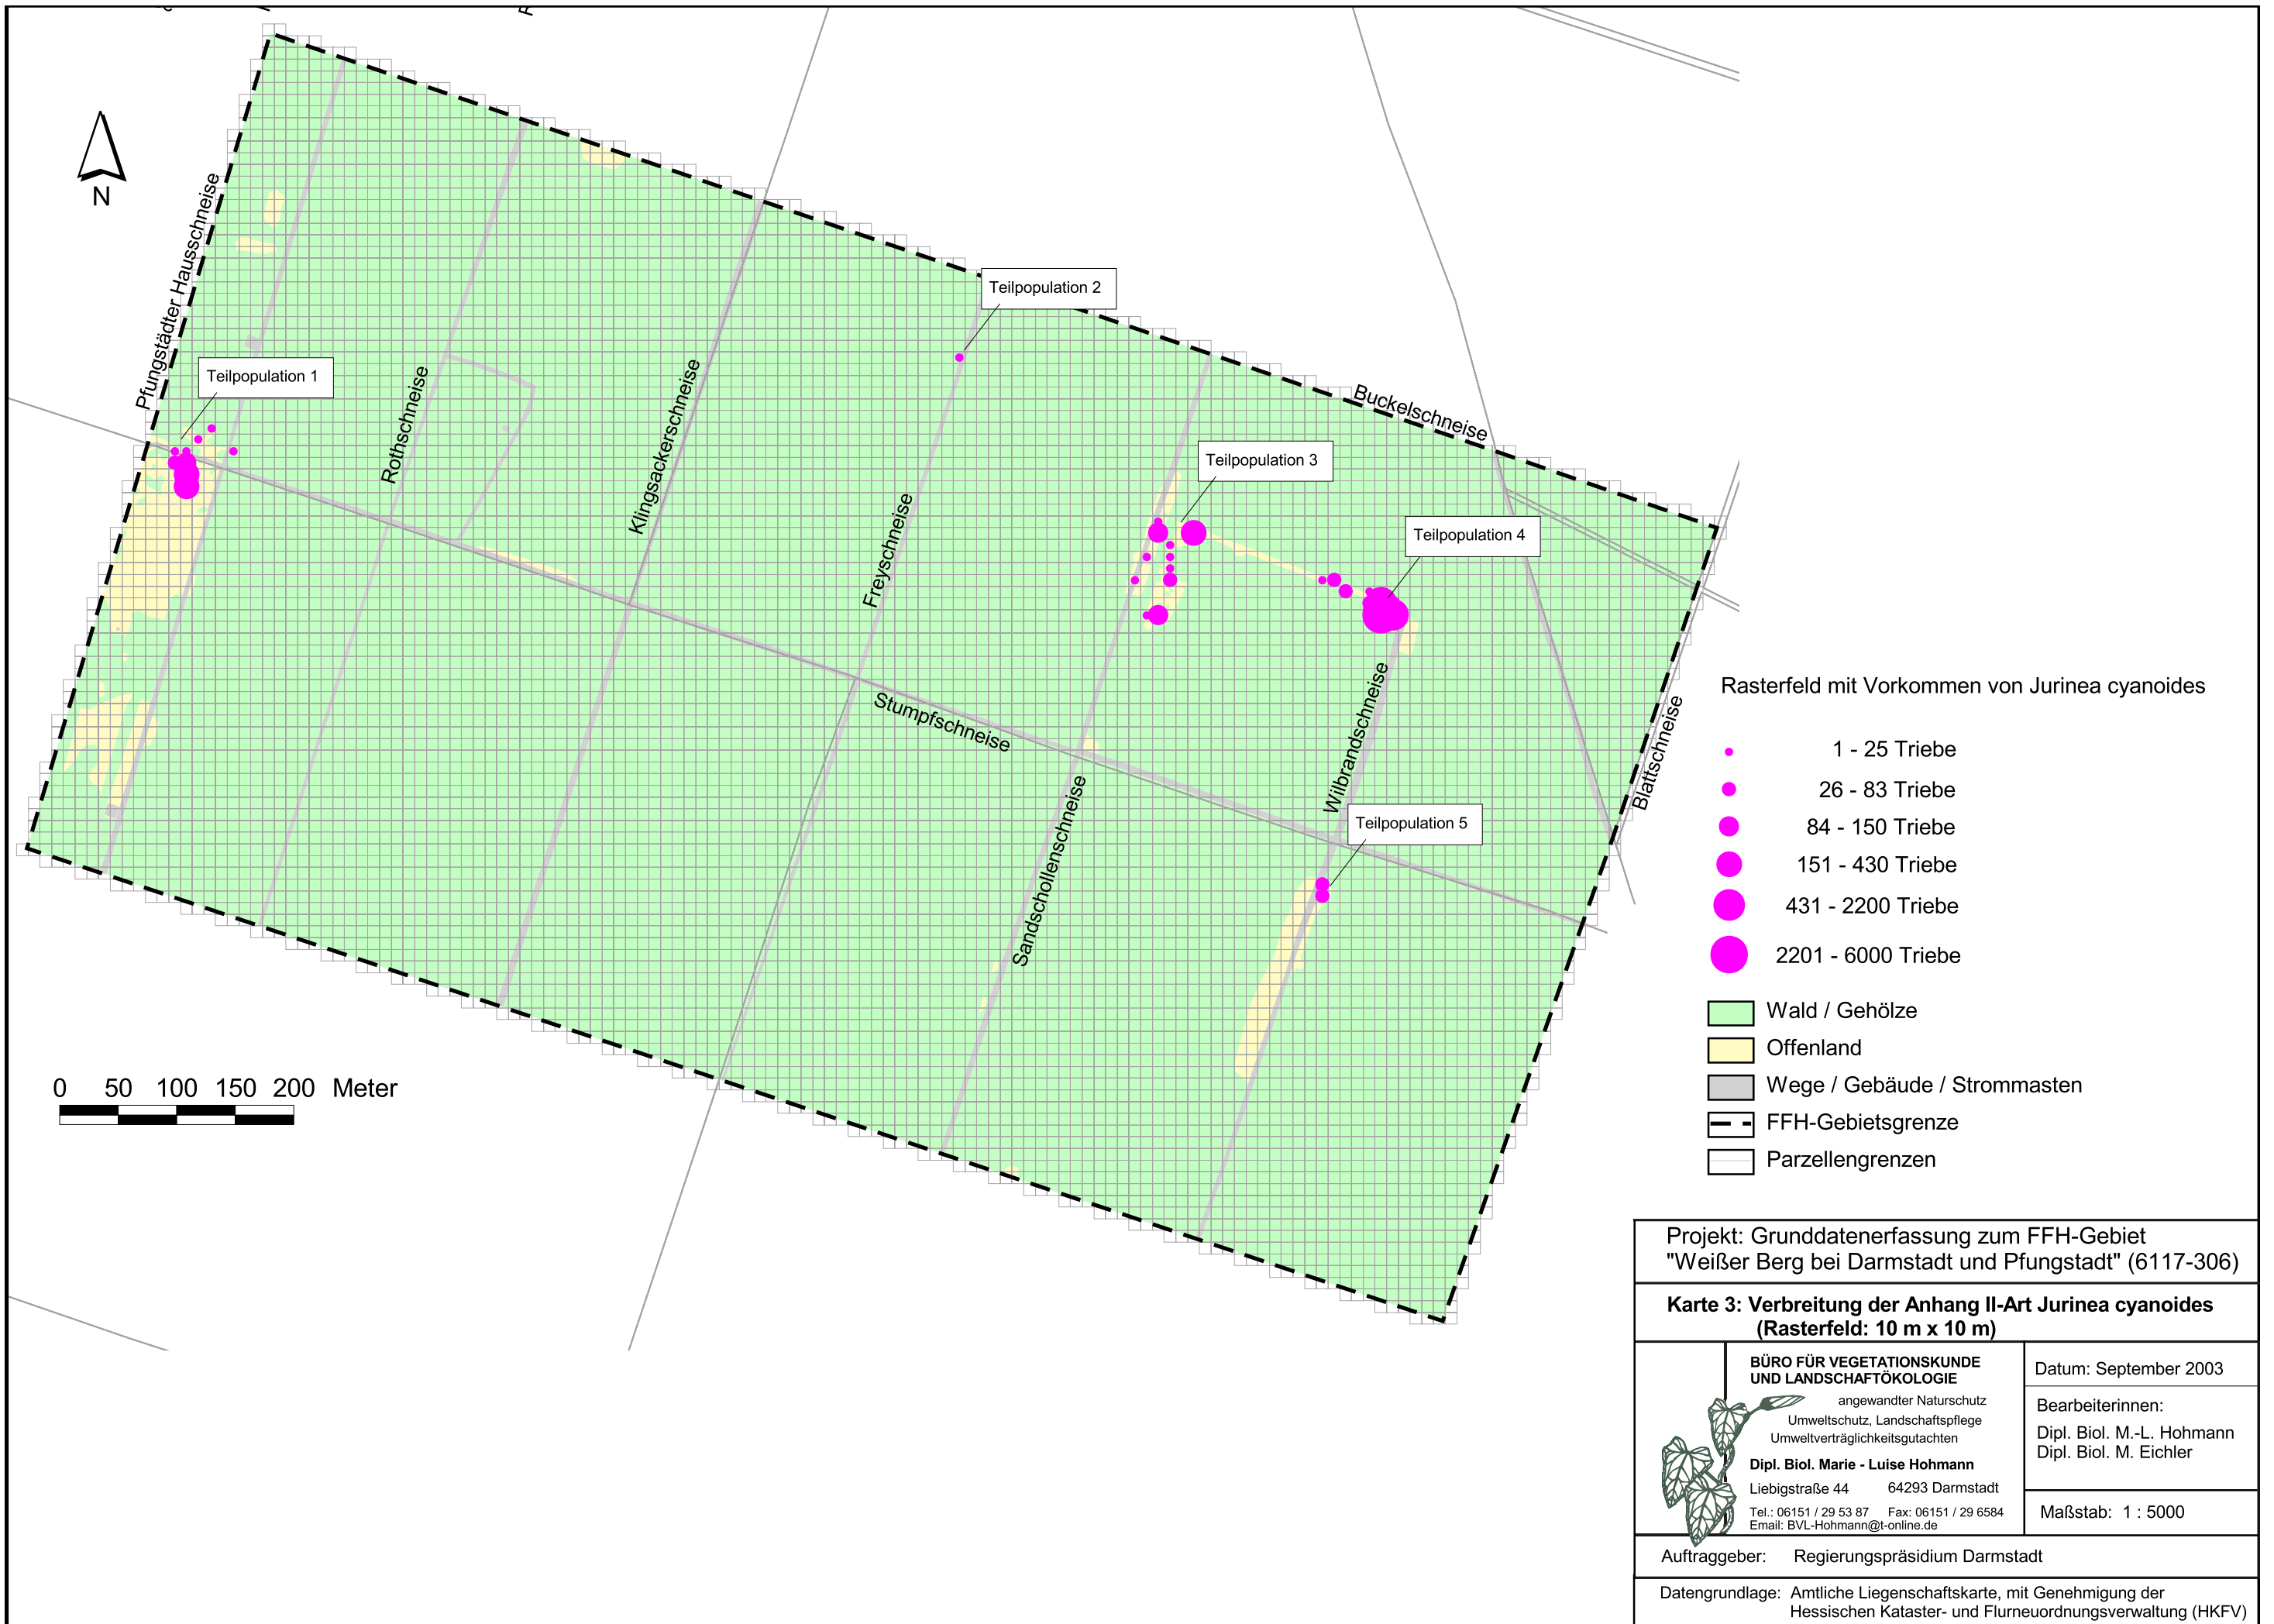 N
Pfungstädter Hausschneise
Teilpopulation 1
Rothschneise
Klingsackerschneise
Teilpopulation 2
Freyschneise
Teilpopulation 3
Buckelschneise
Teilpopulation 4
Stumpfschneise
Sandschollenschneise
Wilbrandschneise
Teilpopulation 5
Blattschneise
0 50 100 150 200 Meter
Rasterfeld mit Vorkommen von Jurinea cyanoides
1 - 25 Triebe
26 - 83 Triebe
84 - 150 Triebe
151 - 430 Triebe
431 - 2200 Triebe
2201 - 6000 Triebe
Wald / Gehölze
Offenland
Wege / Gebäude / Strommasten
FFH-Gebietsgrenze
Parzellengrenzen
Projekt: Grunddatenerfassung zum FFH-Gebiet
"Weißer Berg bei Darmstadt und Pfungstadt" (6117-306)
Karte 3: Verbreitung der Anhang II-Art Jurinea cyanoides
(Rasterfeld: 10 m x 10 m)
BÜRO FÜR VEGETATIONSKUNDE
UND LANDSCHAFTÖKOLOGIE
angewandter Naturschutz
Umweltschutz, Landschaftspflege
Umweltverträglichkeitsgutachten
Dipl. Biol. Marie - Luise Hohmann
Liebigstraße 44 64293 Darmstadt
Tel.: 06151 / 29 53 87 Fax: 06151 / 29 6584
Email: BVL-Hohmann@t-online.de
Datum: September 2003
Bearbeiterinnen:
Dipl. Biol. M.-L. Hohmann
Dipl. Biol. M. Eichler
Maßstab: 1 : 5000
Auftraggeber: Regierungspräsidium Darmstadt
Datengrundlage: Amtliche Liegenschaftskarte, mit Genehmigung der
Hessischen Kataster- und Flurneuordnungsverwaltung (HKFV)